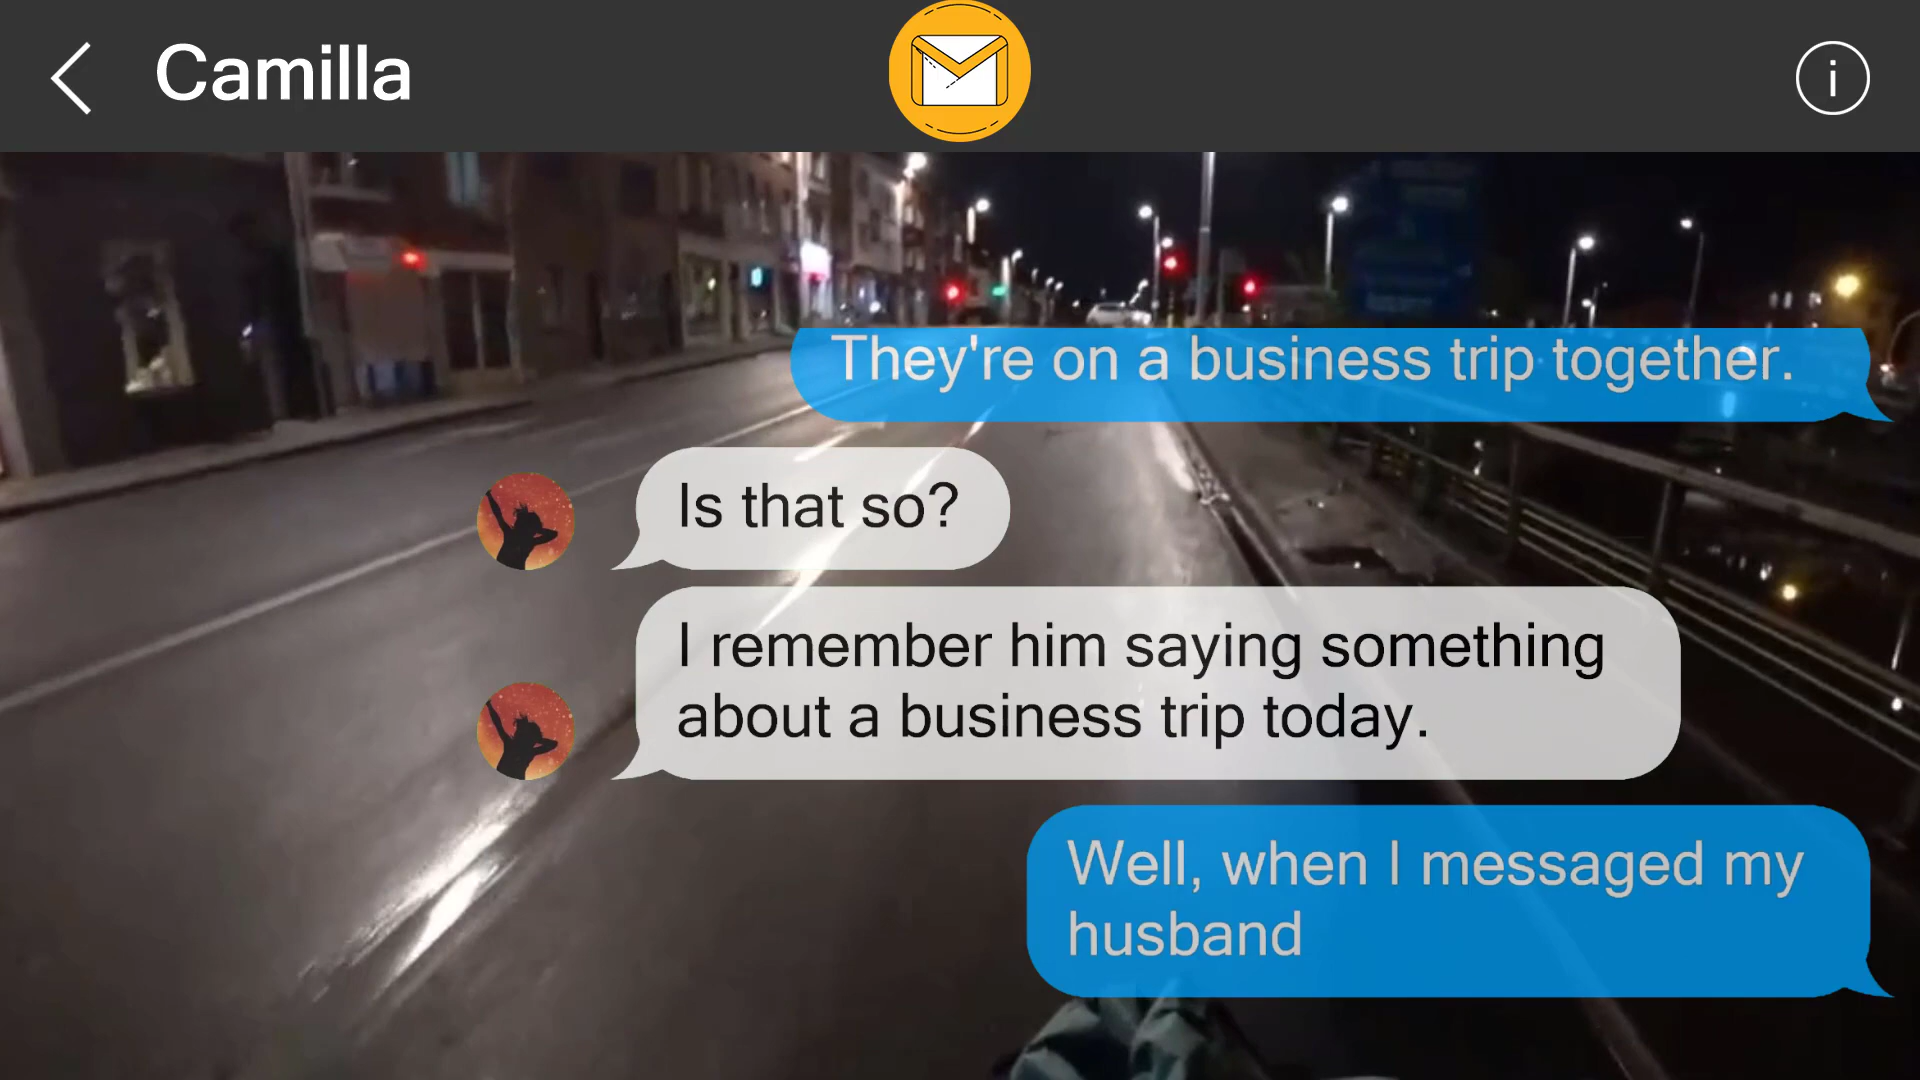 Camilla
They're on a business trip together.
Is that so?
I remember him saying something
about a business trip today.
Well, when I messaged my
husband